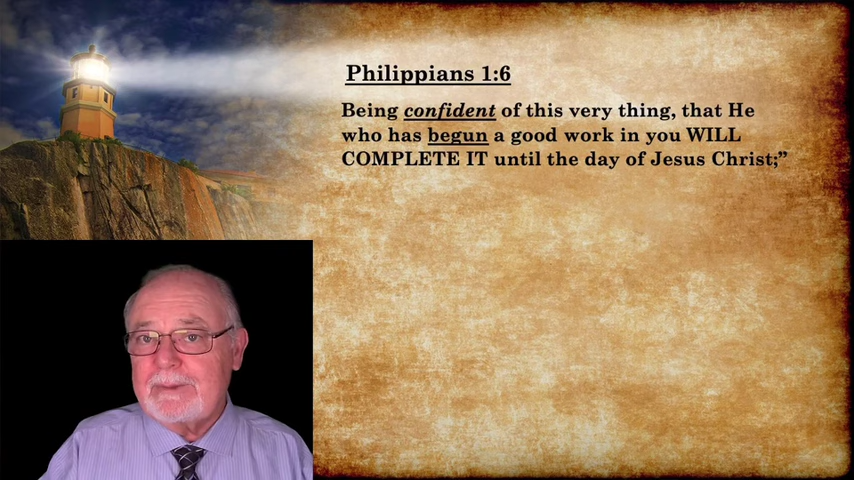 Philippians 1:6
Being confident of this very thing, that He
who has begun a good work in you WILL
COMPLETE IT until the day of Jesus Christ;”